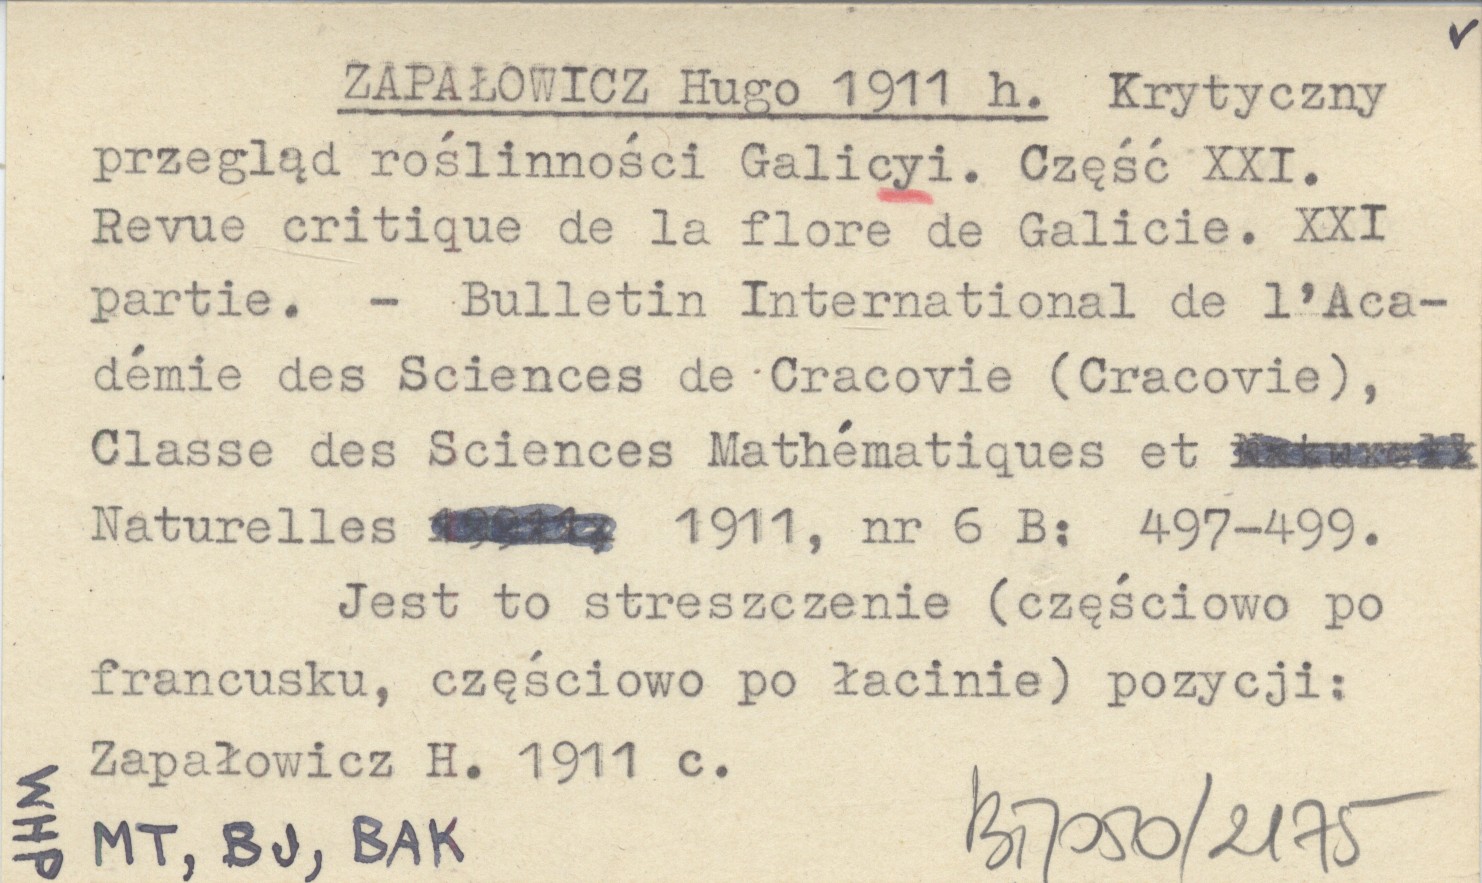 ZAPAŁOWICZ Hugo 1911 h. Krytyczny
przegląd roślinności Galicyi. Część XXI.
Revue critique de la flore de Galicie. XXI
partie. - Bulletin International de l'Aca-
démie des Sciences de Cracovie (Cracovie),
Classe des Sciences Mathématiques et
Naturelles 1911, nr 6 B: 497-499.
Jest to streszczenie (częściowo po
francusku, częściowo po łacinie) pozycji:
Zapałowicz H. 1911 c.
WHP
MT, BJ, BAK